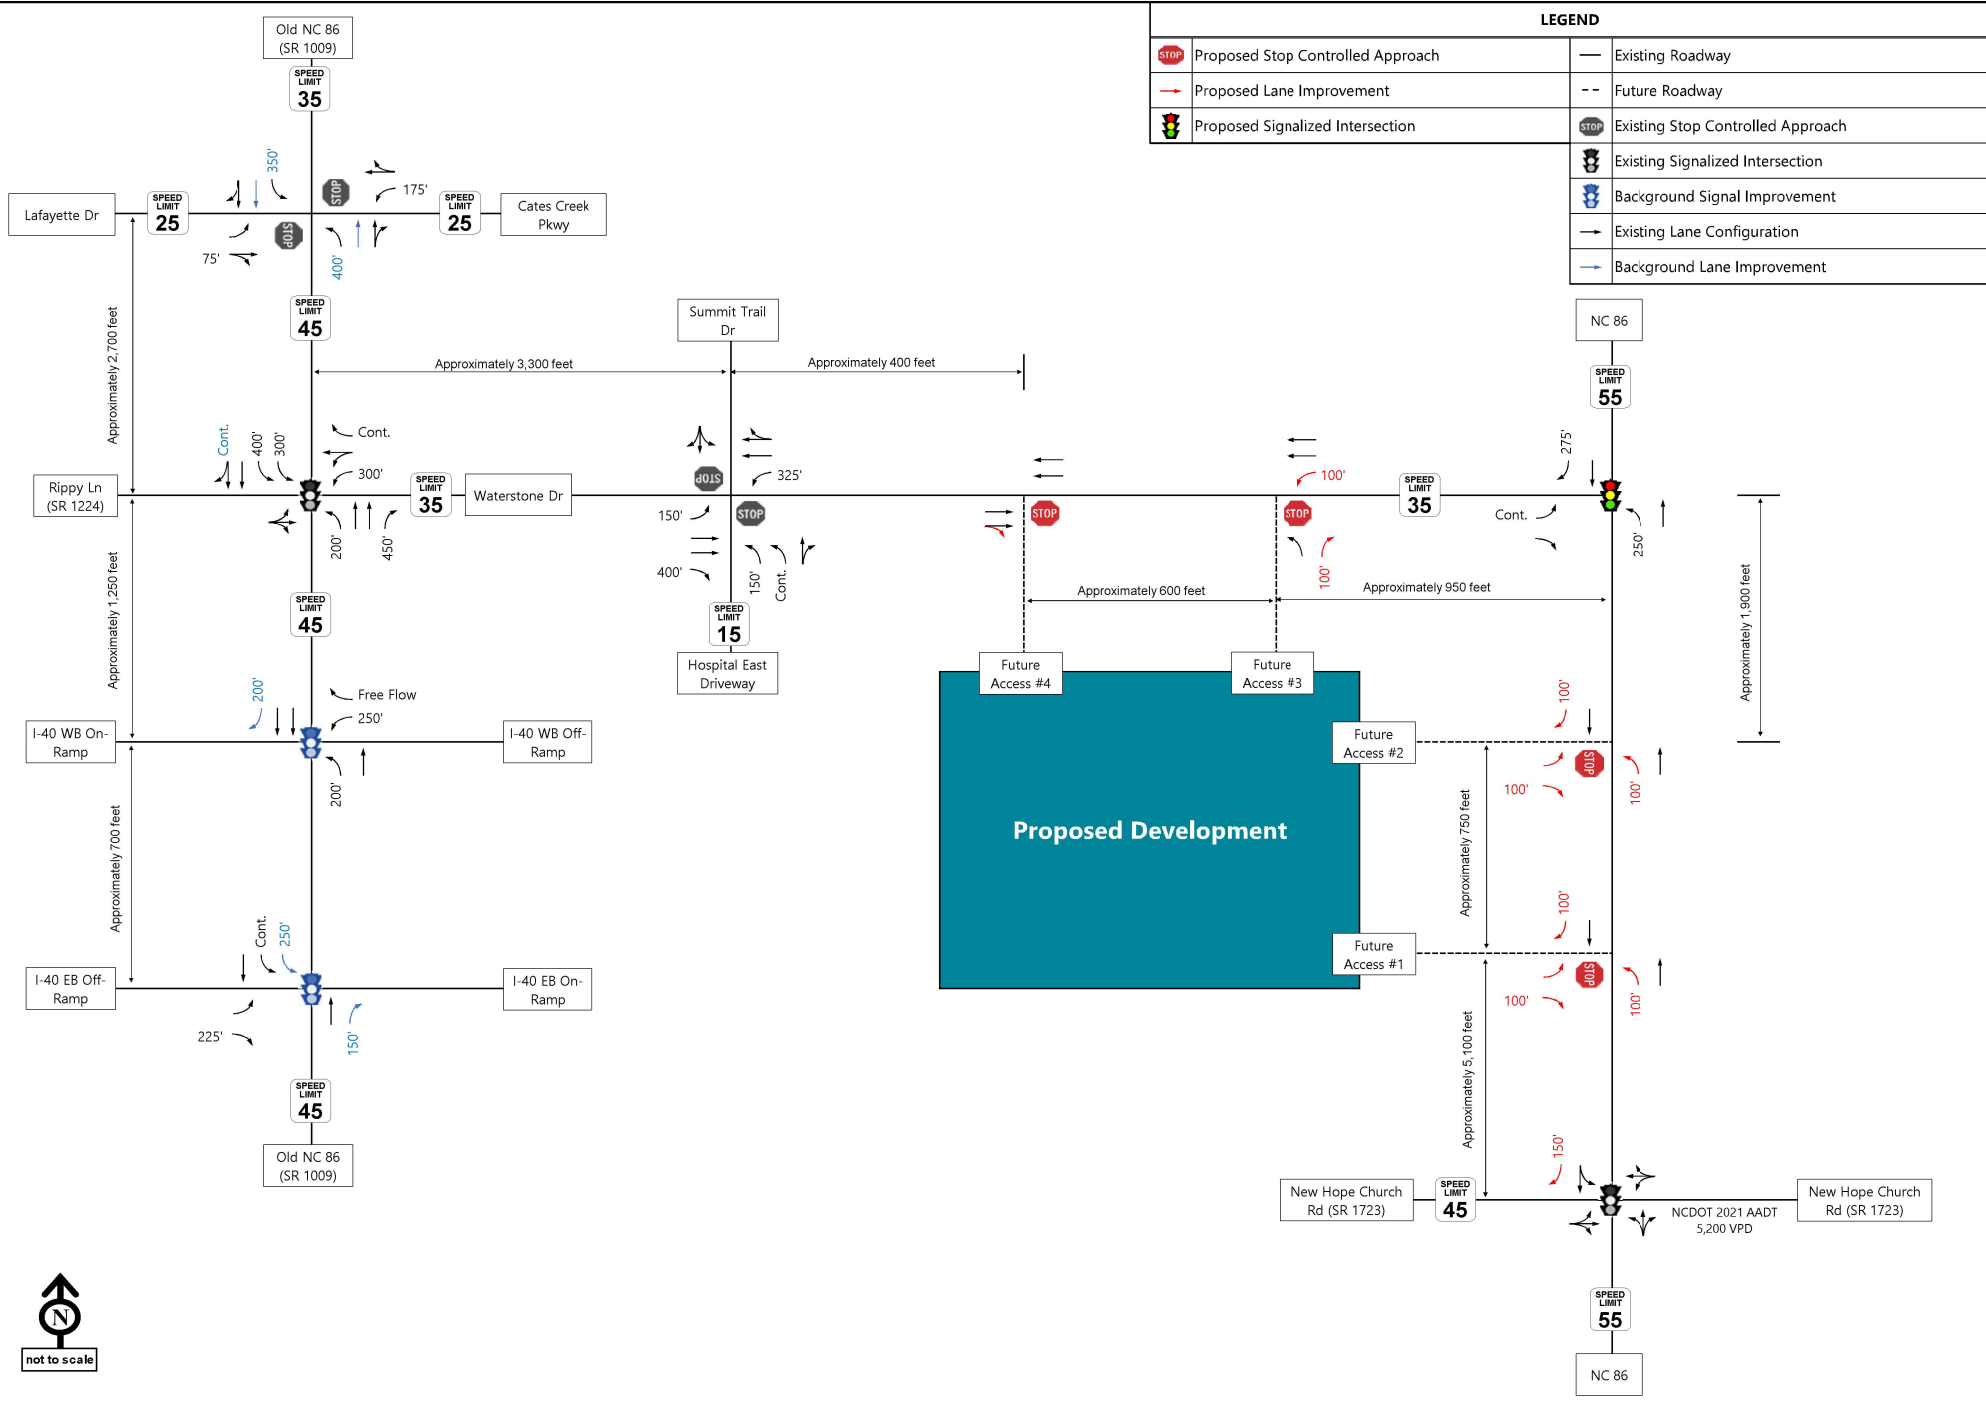 LEGEND
STOP Proposed Stop Controlled Approach
Existing Roadway
Proposed Lane Improvement
Future Roadway
Proposed Signalized Intersection
STOP Existing Stop Controlled Approach
Existing Signalized Intersection
Background Signal Improvement
Existing Lane Configuration
Background Lane Improvement
Old NC 86
(SR 1009)
SPEED
LIMIT
35
350'
STOP
175'
Lafayette Dr
SPEED
LIMIT
25
SPEED
LIMIT
25
Cates Creek
Pkwy
STOP
75'
400'
SPEED
LIMIT
45
Approximately 2,700 feet
Approximately 3,300 feet
Summit Trail
Dr
Approximately 400 feet
NC 86
SPEED
LIMIT
55
Cont.
400'
300'
Cont.
300'
Rippy Ln
(SR 1224)
SPEED
LIMIT
35
Waterstone Dr
200'
450'
STOP
325'
150'
STOP
400'
150'
Cont.
STOP
100'
STOP
100'
SPEED
LIMIT
35
275'
Cont.
250'
Approximately 1,250 feet
SPEED
LIMIT
45
SPEED
LIMIT
15
Hospital East
Driveway
Approximately 600 feet
Approximately 950 feet
Approximately 1,900 feet
Future
Access #4
Future
Access #3
200'
Free Flow
250'
I-40 WB On-
Ramp
I-40 WB Off-
Ramp
200'
Future
Access #2
100'
STOP
100'
100'
Proposed Development
Approximately 750 feet
Approximately 700 feet
Cont.
250'
I-40 EB Off-
Ramp
I-40 EB On-
Ramp
225'
150'
Future
Access #1
100'
STOP
100'
100'
Approximately 5,100 feet
SPEED
LIMIT
45
Old NC 86
(SR 1009)
150'
New Hope Church
Rd (SR 1723)
SPEED
LIMIT
45
New Hope Church
Rd (SR 1723)
NCDOT 2021 AADT
5,200 VPD
SPEED
LIMIT
55
NC 86
N
not to scale